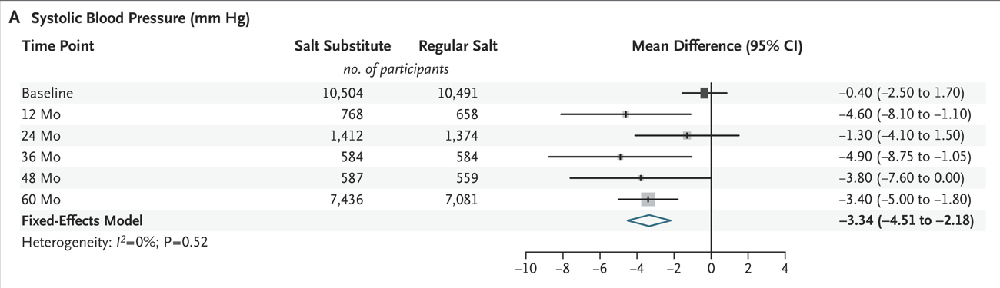 A Systolic Blood Pressure (mm Hg)
Time Point Salt Substitute Regular Salt Mean Difference (95% CI)
no. of participants
Baseline 10,504 10,491 −0.40 (−2.50 to 1.70)
12 Mo 768 658 −4.60 (−8.10 to −1.10)
24 Mo 1,412 1,374 −1.30 (−4.10 to 1.50)
36 Mo 584 584 −4.90 (−8.75 to −1.05)
48 Mo 587 559 −3.80 (−7.60 to 0.00)
60 Mo 7,436 7,081 −3.40 (−5.00 to −1.80)
Fixed-Effects Model −3.34 (−4.51 to −2.18)
Heterogeneity: I²=0%; P=0.52
−10 −8 −6 −4 −2 0 2 4